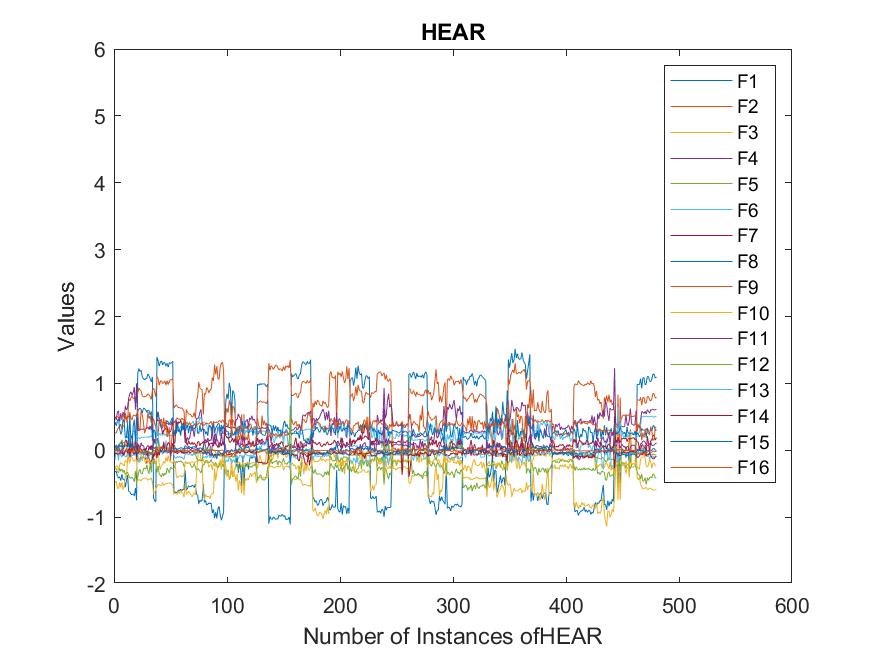 HEAR
6
5
4
3
2
1
0
-1
-2
Values
0 100 200 300 400 500 600
Number of Instances ofHEAR
F1
F2
F3
F4
F5
F6
F7
F8
F9
F10
F11
F12
F13
F14
F15
F16